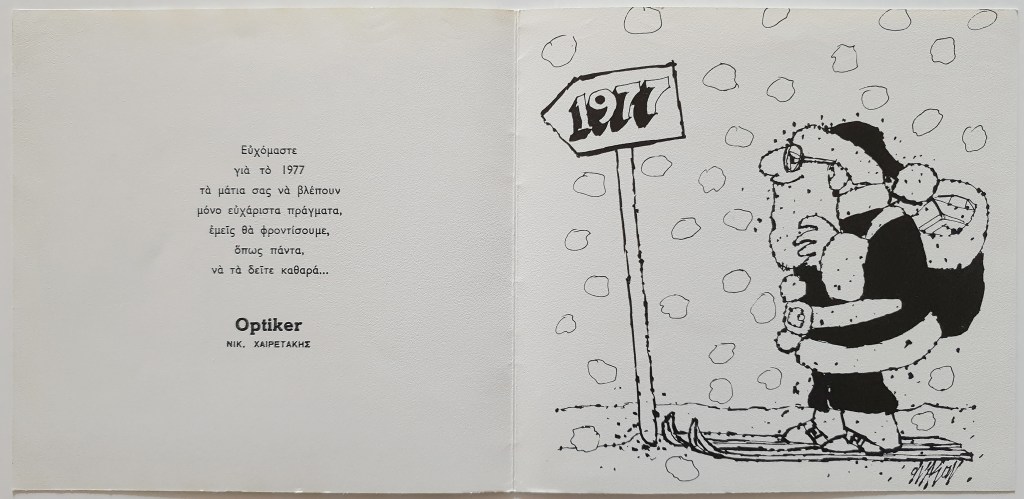 Εὐχόμαστε
γιὰ τὸ 1977
τὰ μάτια σας νὰ βλέπουν
μόνο εὐχάριστα πράγματα,
ἐμεῖς θὰ φροντίσουμε,
ὅπως πάντα,
νὰ τὰ δεῖτε καθαρά...
Optiker
ΝΙΚ. ΧΑΙΡΕΤΑΚΗΣ
1977